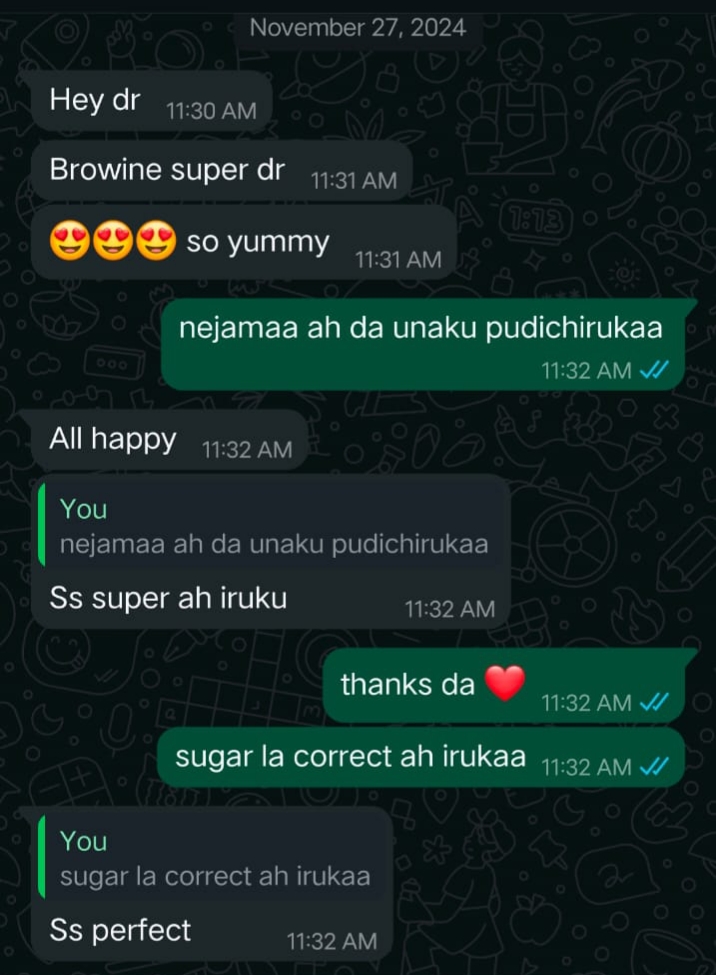 November 27, 2024
Hey dr 11:30 AM
Browine super dr 11:31 AM
😍😍😍 so yummy 11:31 AM
nejamaa ah da unaku pudichirukaa
11:32 AM
All happy 11:32 AM
You
nejamaa ah da unaku pudichirukaa
Ss super ah iruku 11:32 AM
thanks da ❤️ 11:32 AM
sugar la correct ah irukaa 11:32 AM
You
sugar la correct ah irukaa
Ss perfect 11:32 AM